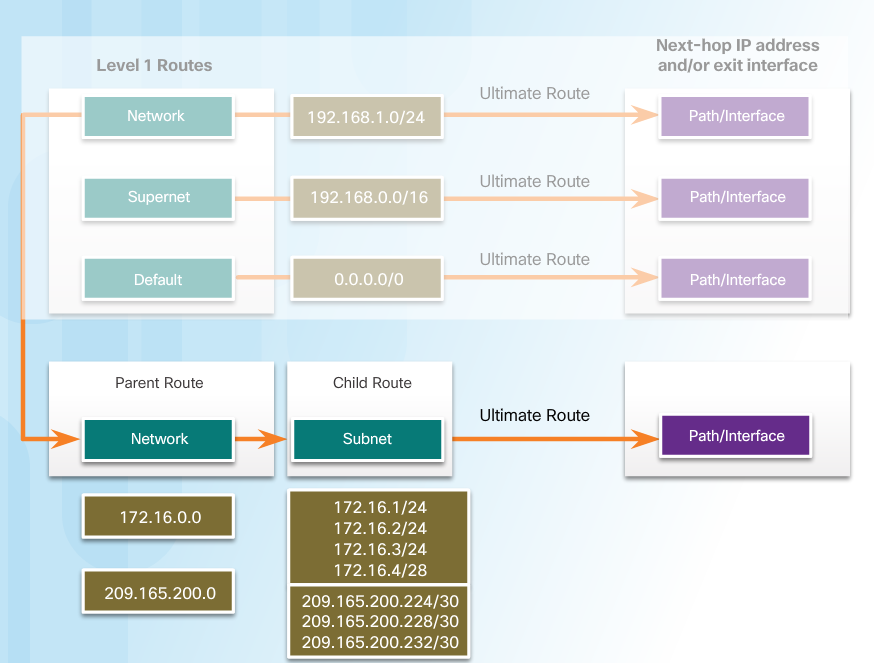 Level 1 Routes
Next-hop IP address
and/or exit interface
Network
192.168.1.0/24
Ultimate Route
Path/Interface
Supernet
192.168.0.0/16
Ultimate Route
Path/Interface
Default
0.0.0.0/0
Ultimate Route
Path/Interface
Parent Route
Child Route
Network
Subnet
Ultimate Route
Path/Interface
172.16.0.0
209.165.200.0
172.16.1/24
172.16.2/24
172.16.3/24
172.16.4/28
209.165.200.224/30
209.165.200.228/30
209.165.200.232/30